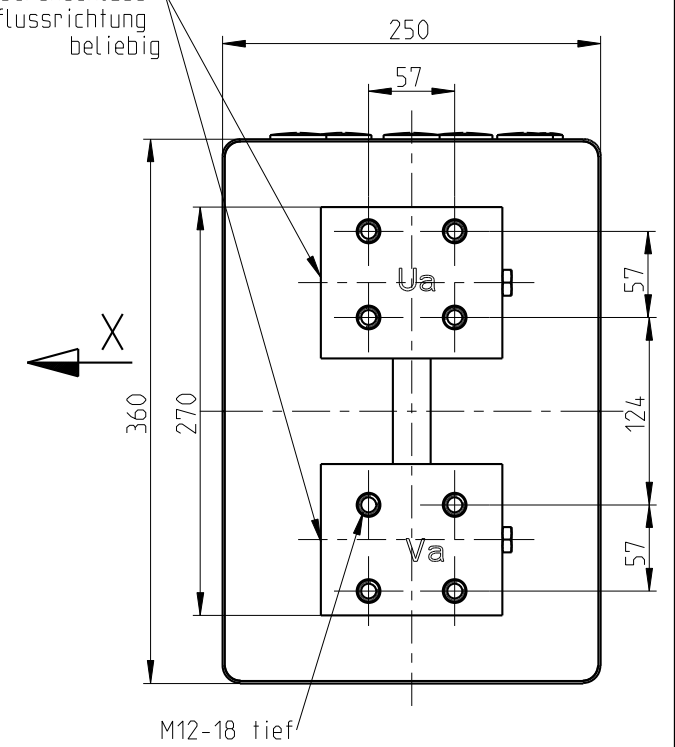 flussrichtung
beliebig
250
57
Ua
57
X
360
270
124
Va
57
M12-18 tief